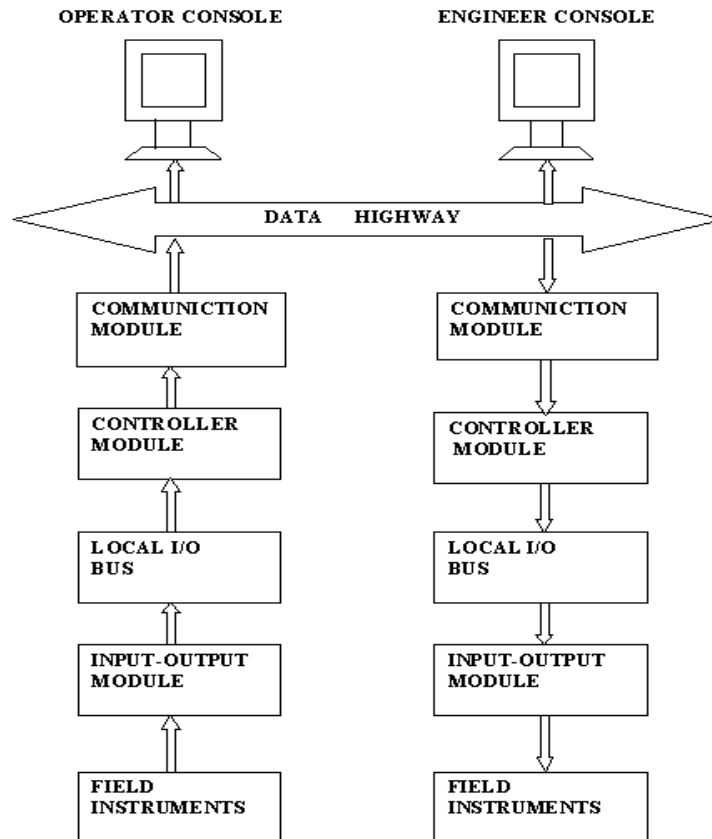 OPERATOR CONSOLE
ENGINEER CONSOLE
DATA HIGHWAY
COMMUNICTION
MODULE
COMMUNICTION
MODULE
CONTROLLER
MODULE
CONTROLLER
MODULE
LOCAL I/O
BUS
LOCAL I/O
BUS
INPUT-OUTPUT
MODULE
INPUT-OUTPUT
MODULE
FIELD
INSTRUMENTS
FIELD
INSTRUMENTS